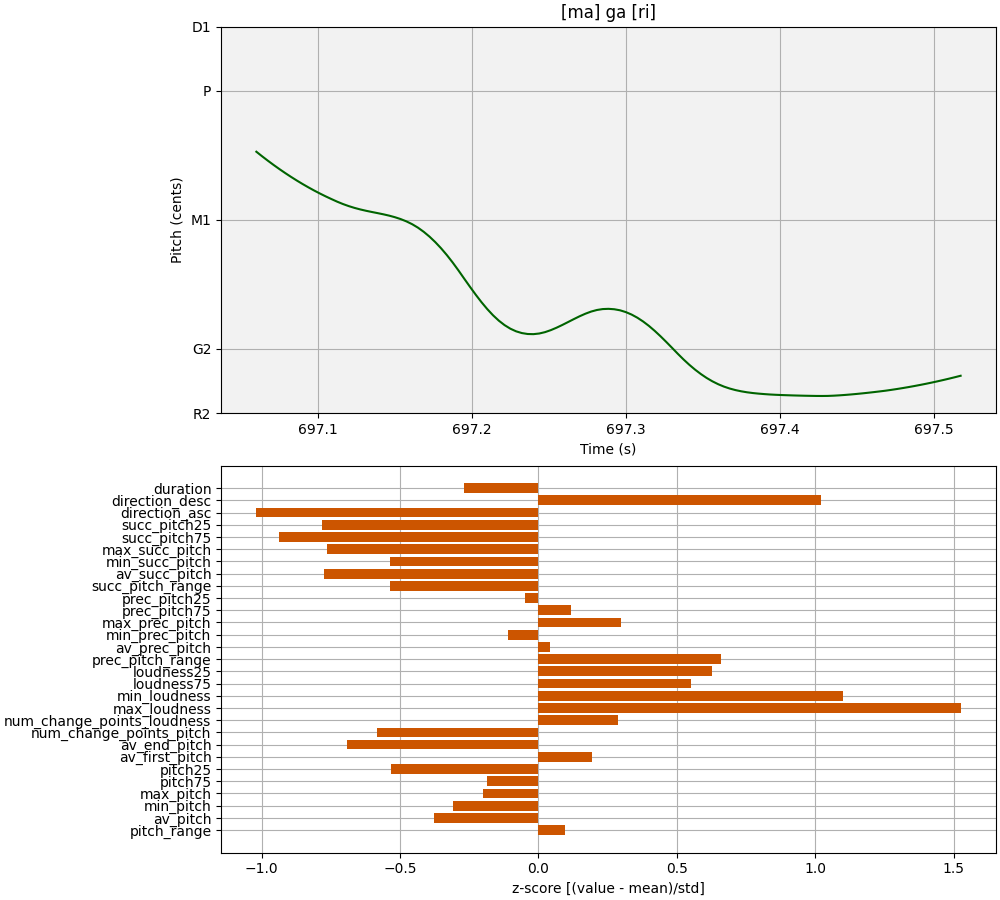 [ma] ga [ri]
D1
P
M1
G2
R2
Pitch (cents)
697.1 697.2 697.3 697.4 697.5
Time (s)
duration
direction_desc
direction_asc
succ_pitch25
succ_pitch75
max_succ_pitch
min_succ_pitch
av_succ_pitch
succ_pitch_range
prec_pitch25
prec_pitch75
max_prec_pitch
min_prec_pitch
av_prec_pitch
prec_pitch_range
loudness25
loudness75
min_loudness
max_loudness
num_change_points_loudness
num_change_points_pitch
av_end_pitch
av_first_pitch
pitch25
pitch75
max_pitch
min_pitch
av_pitch
pitch_range
−1.0 −0.5 0.0 0.5 1.0 1.5
z-score [(value - mean)/std]